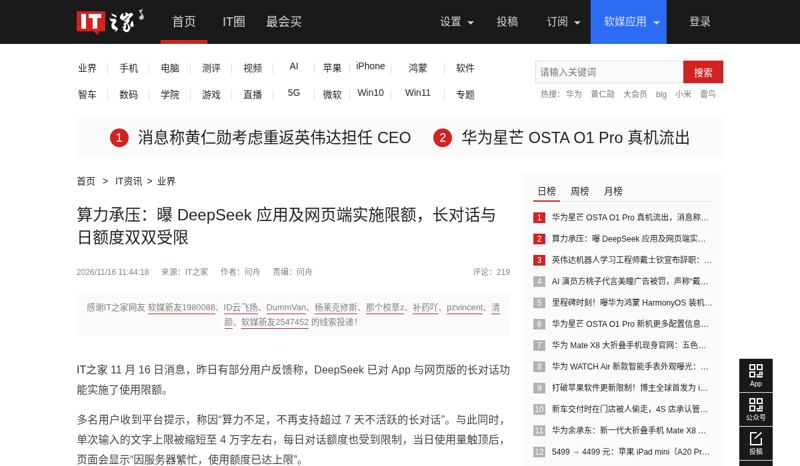 IT之家
首页 IT圈 最会买 设置 投稿 订阅 软媒应用 登录
业界 手机 电脑 测评 视频 AI 苹果 iPhone 鸿蒙 软件
智车 数码 学院 游戏 直播 5G 微软 Win10 Win11 专题
请输入关键词 搜索
热搜：华为 黄仁勋 大会员 blg 小米 雷鸟
1 消息称黄仁勋考虑重返英伟达担任 CEO 2 华为星芒 OSTA O1 Pro 真机流出
首页 > IT资讯 > 业界
算力承压：曝 DeepSeek 应用及网页端实施限额，长对话与
日额度双双受限
2026/11/16 11:44:18 来源：IT之家 作者：问舟 责编：问舟 评论：219
感谢IT之家网友 软媒新友1980088、ID云飞扬、DummVan、杨莱克修斯、那个校草z、补药吖、pzvincent、清
颜、软媒新友2547452 的线索投递！
IT之家 11 月 16 日消息，昨日有部分用户反馈称，DeepSeek 已对 App 与网页版的长对话功
能实施了使用限额。
多名用户收到平台提示，称因“算力不足，不再支持超过 7 天不活跃的长对话”。与此同时，
单次输入的文字上限被缩短至 4 万字左右，每日对话额度也受到限制，当日使用量触顶后，
页面会显示“因服务器繁忙，使用额度已达上限”。
日榜 周榜 月榜
1 华为星芒 OSTA O1 Pro 真机流出，消息称...
2 算力承压：曝 DeepSeek 应用及网页端实...
3 英伟达机器人学习工程师戴士钦宣布辞职：...
4 AI 演员方桃子代言美瞳广告被罚，声称“戴...
5 里程碑时刻！曝华为鸿蒙 HarmonyOS 装机...
6 华为星芒 OSTA O1 Pro 新机更多配置信息...
7 华为 Mate X8 大折叠手机现身官网：五色...
8 华为 WATCH Air 新款智能手表外观曝光：...
9 打破苹果软件更新限制！博主全球首发为 i...
10 新车交付时在门店被人偷走，4S 店承认管...
11 华为余承东：新一代大折叠手机 Mate X8 ...
12 5499 → 4499 元：苹果 iPad mini（A20 Pr...
App
公众号
投稿